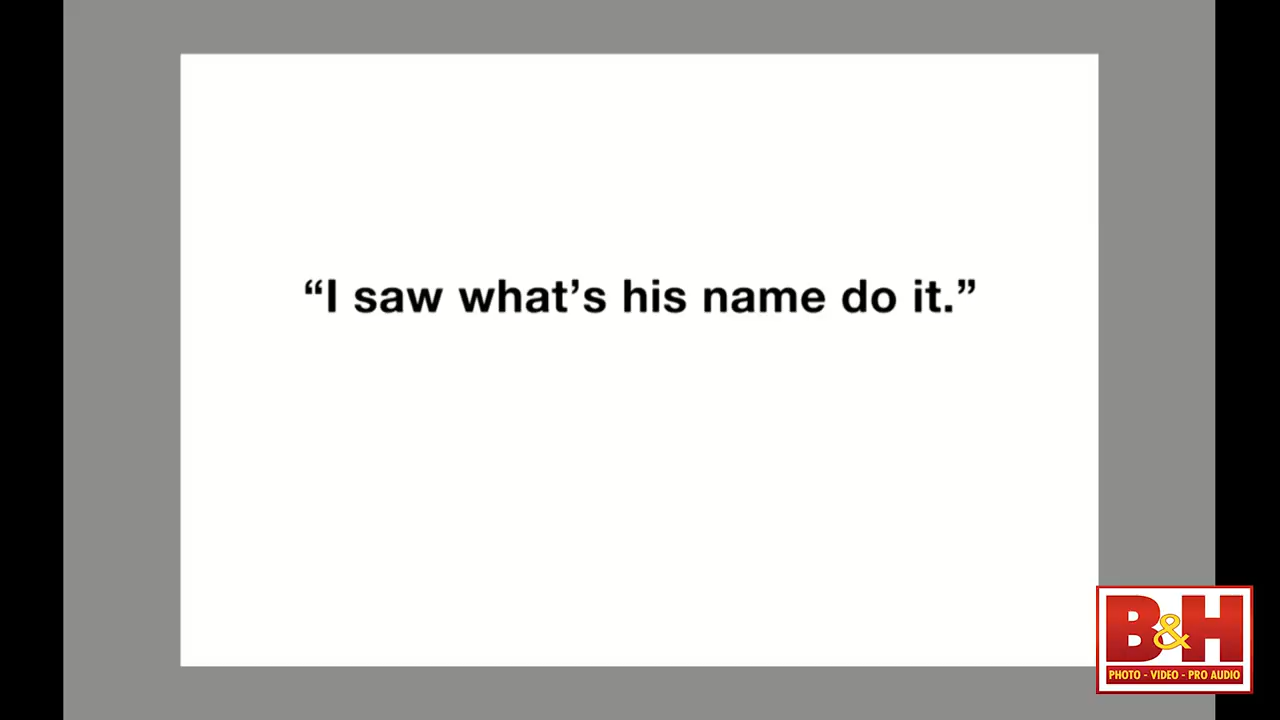 “I saw what’s his name do it.”
B&H
PHOTO - VIDEO - PRO AUDIO